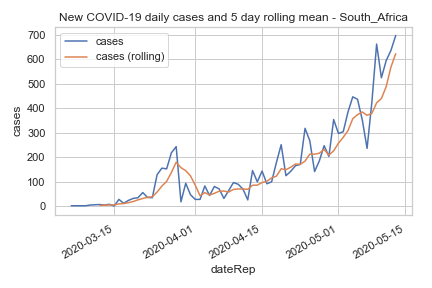 New COVID-19 daily cases and 5 day rolling mean - South_Africa
cases
cases (rolling)
700
600
500
400
300
200
100
0
cases
2020-03-15
2020-04-01
2020-04-15
2020-05-01
2020-05-15
dateRep